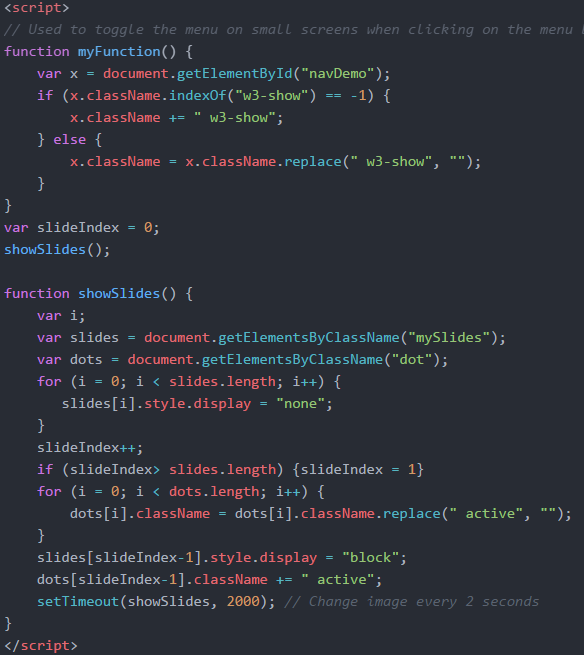 <script>
// Used to toggle the menu on small screens when clicking on the menu
function myFunction() {
    var x = document.getElementById("navDemo");
    if (x.className.indexOf("w3-show") == -1) {
        x.className += " w3-show";
    } else {
        x.className = x.className.replace(" w3-show", "");
    }
}
var slideIndex = 0;
showSlides();

function showSlides() {
    var i;
    var slides = document.getElementsByClassName("mySlides");
    var dots = document.getElementsByClassName("dot");
    for (i = 0; i < slides.length; i++) {
       slides[i].style.display = "none";
    }
    slideIndex++;
    if (slideIndex> slides.length) {slideIndex = 1}
    for (i = 0; i < dots.length; i++) {
        dots[i].className = dots[i].className.replace(" active", "");
    }
    slides[slideIndex-1].style.display = "block";
    dots[slideIndex-1].className += " active";
    setTimeout(showSlides, 2000); // Change image every 2 seconds
}
</script>